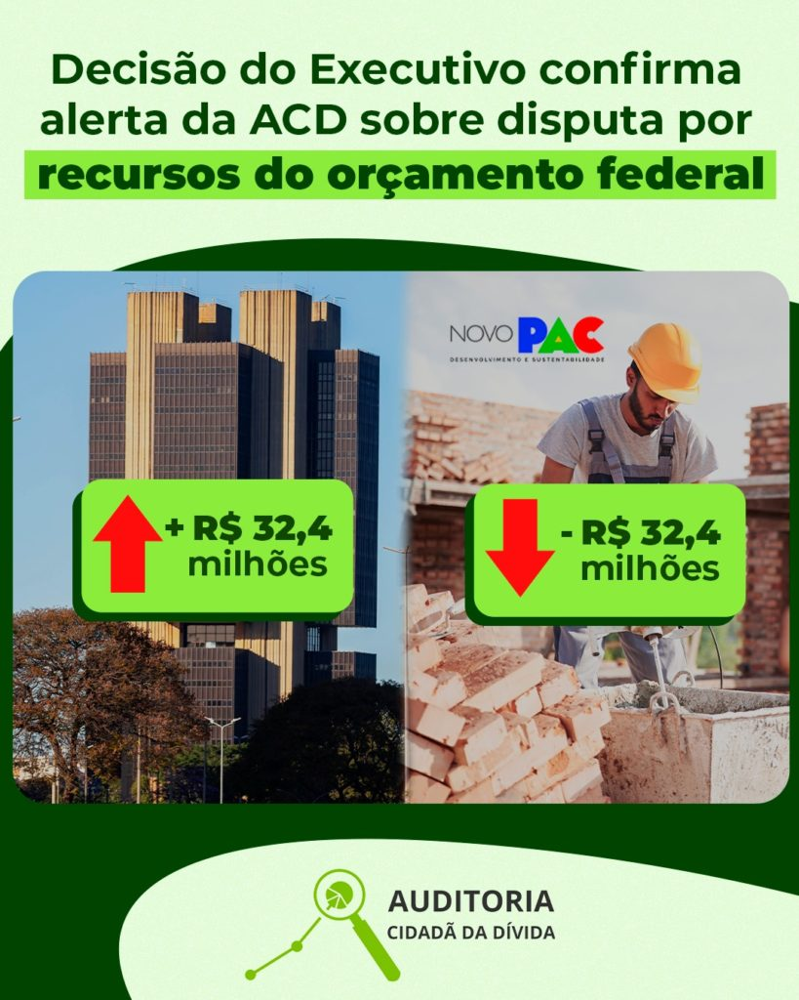 Decisão do Executivo confirma
alerta da ACD sobre disputa por
recursos do orçamento federal
NOVO PAC
DESENVOLVIMENTO E SUSTENTABILIDADE
+ R$ 32,4
milhões
- R$ 32,4
milhões
AUDITORIA
CIDADÃ DA DÍVIDA